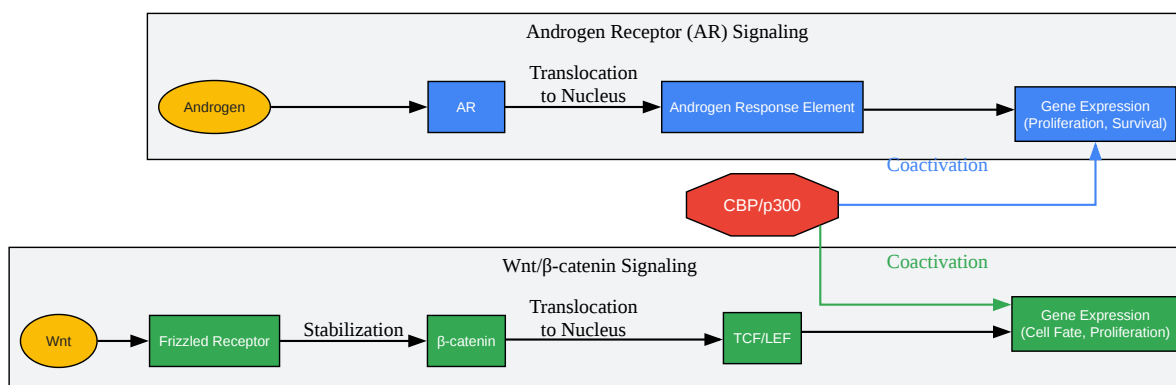 Androgen Receptor (AR) Signaling
Translocation
to Nucleus
Androgen
AR
Androgen Response Element
Gene Expression
(Proliferation, Survival)
Coactivation
CBP/p300
Wnt/β-catenin Signaling
Coactivation
Translocation
to Nucleus
Stabilization
Wnt
Frizzled Receptor
β-catenin
TCF/LEF
Gene Expression
(Cell Fate, Proliferation)